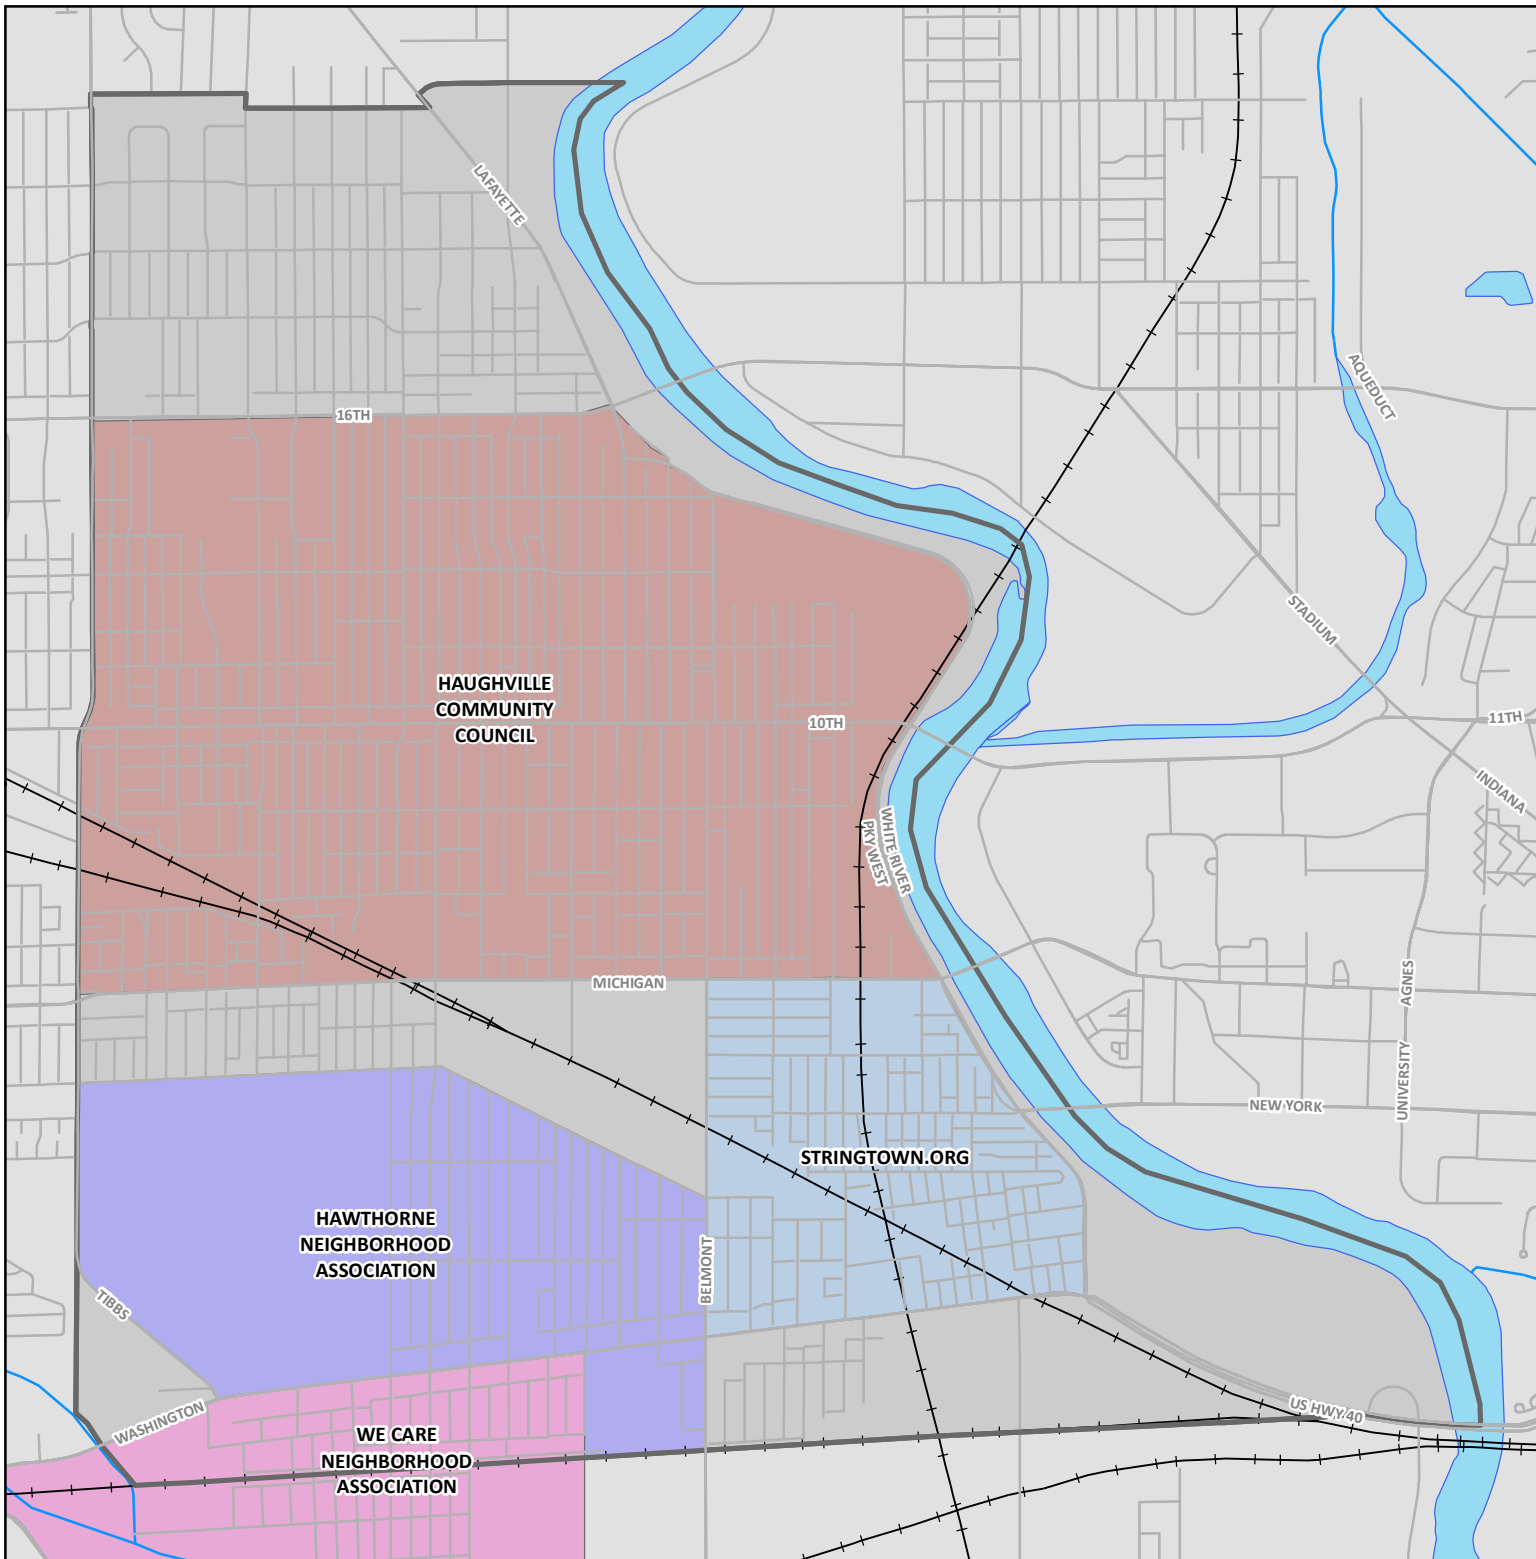 LAFAYETTE
16TH
AQUEDUCT
STADIUM
HAUGHVILLE
COMMUNITY
COUNCIL
10TH
11TH
INDIANA
WHITE RIVER
PKY WEST
MICHIGAN
UNIVERSITY
AGNES
NEW YORK
STRINGTOWN.ORG
HAWTHORNE
NEIGHBORHOOD
ASSOCIATION
BELMONT
TIBBS
WASHINGTON
US HWY 40
WE CARE
NEIGHBORHOOD
ASSOCIATION